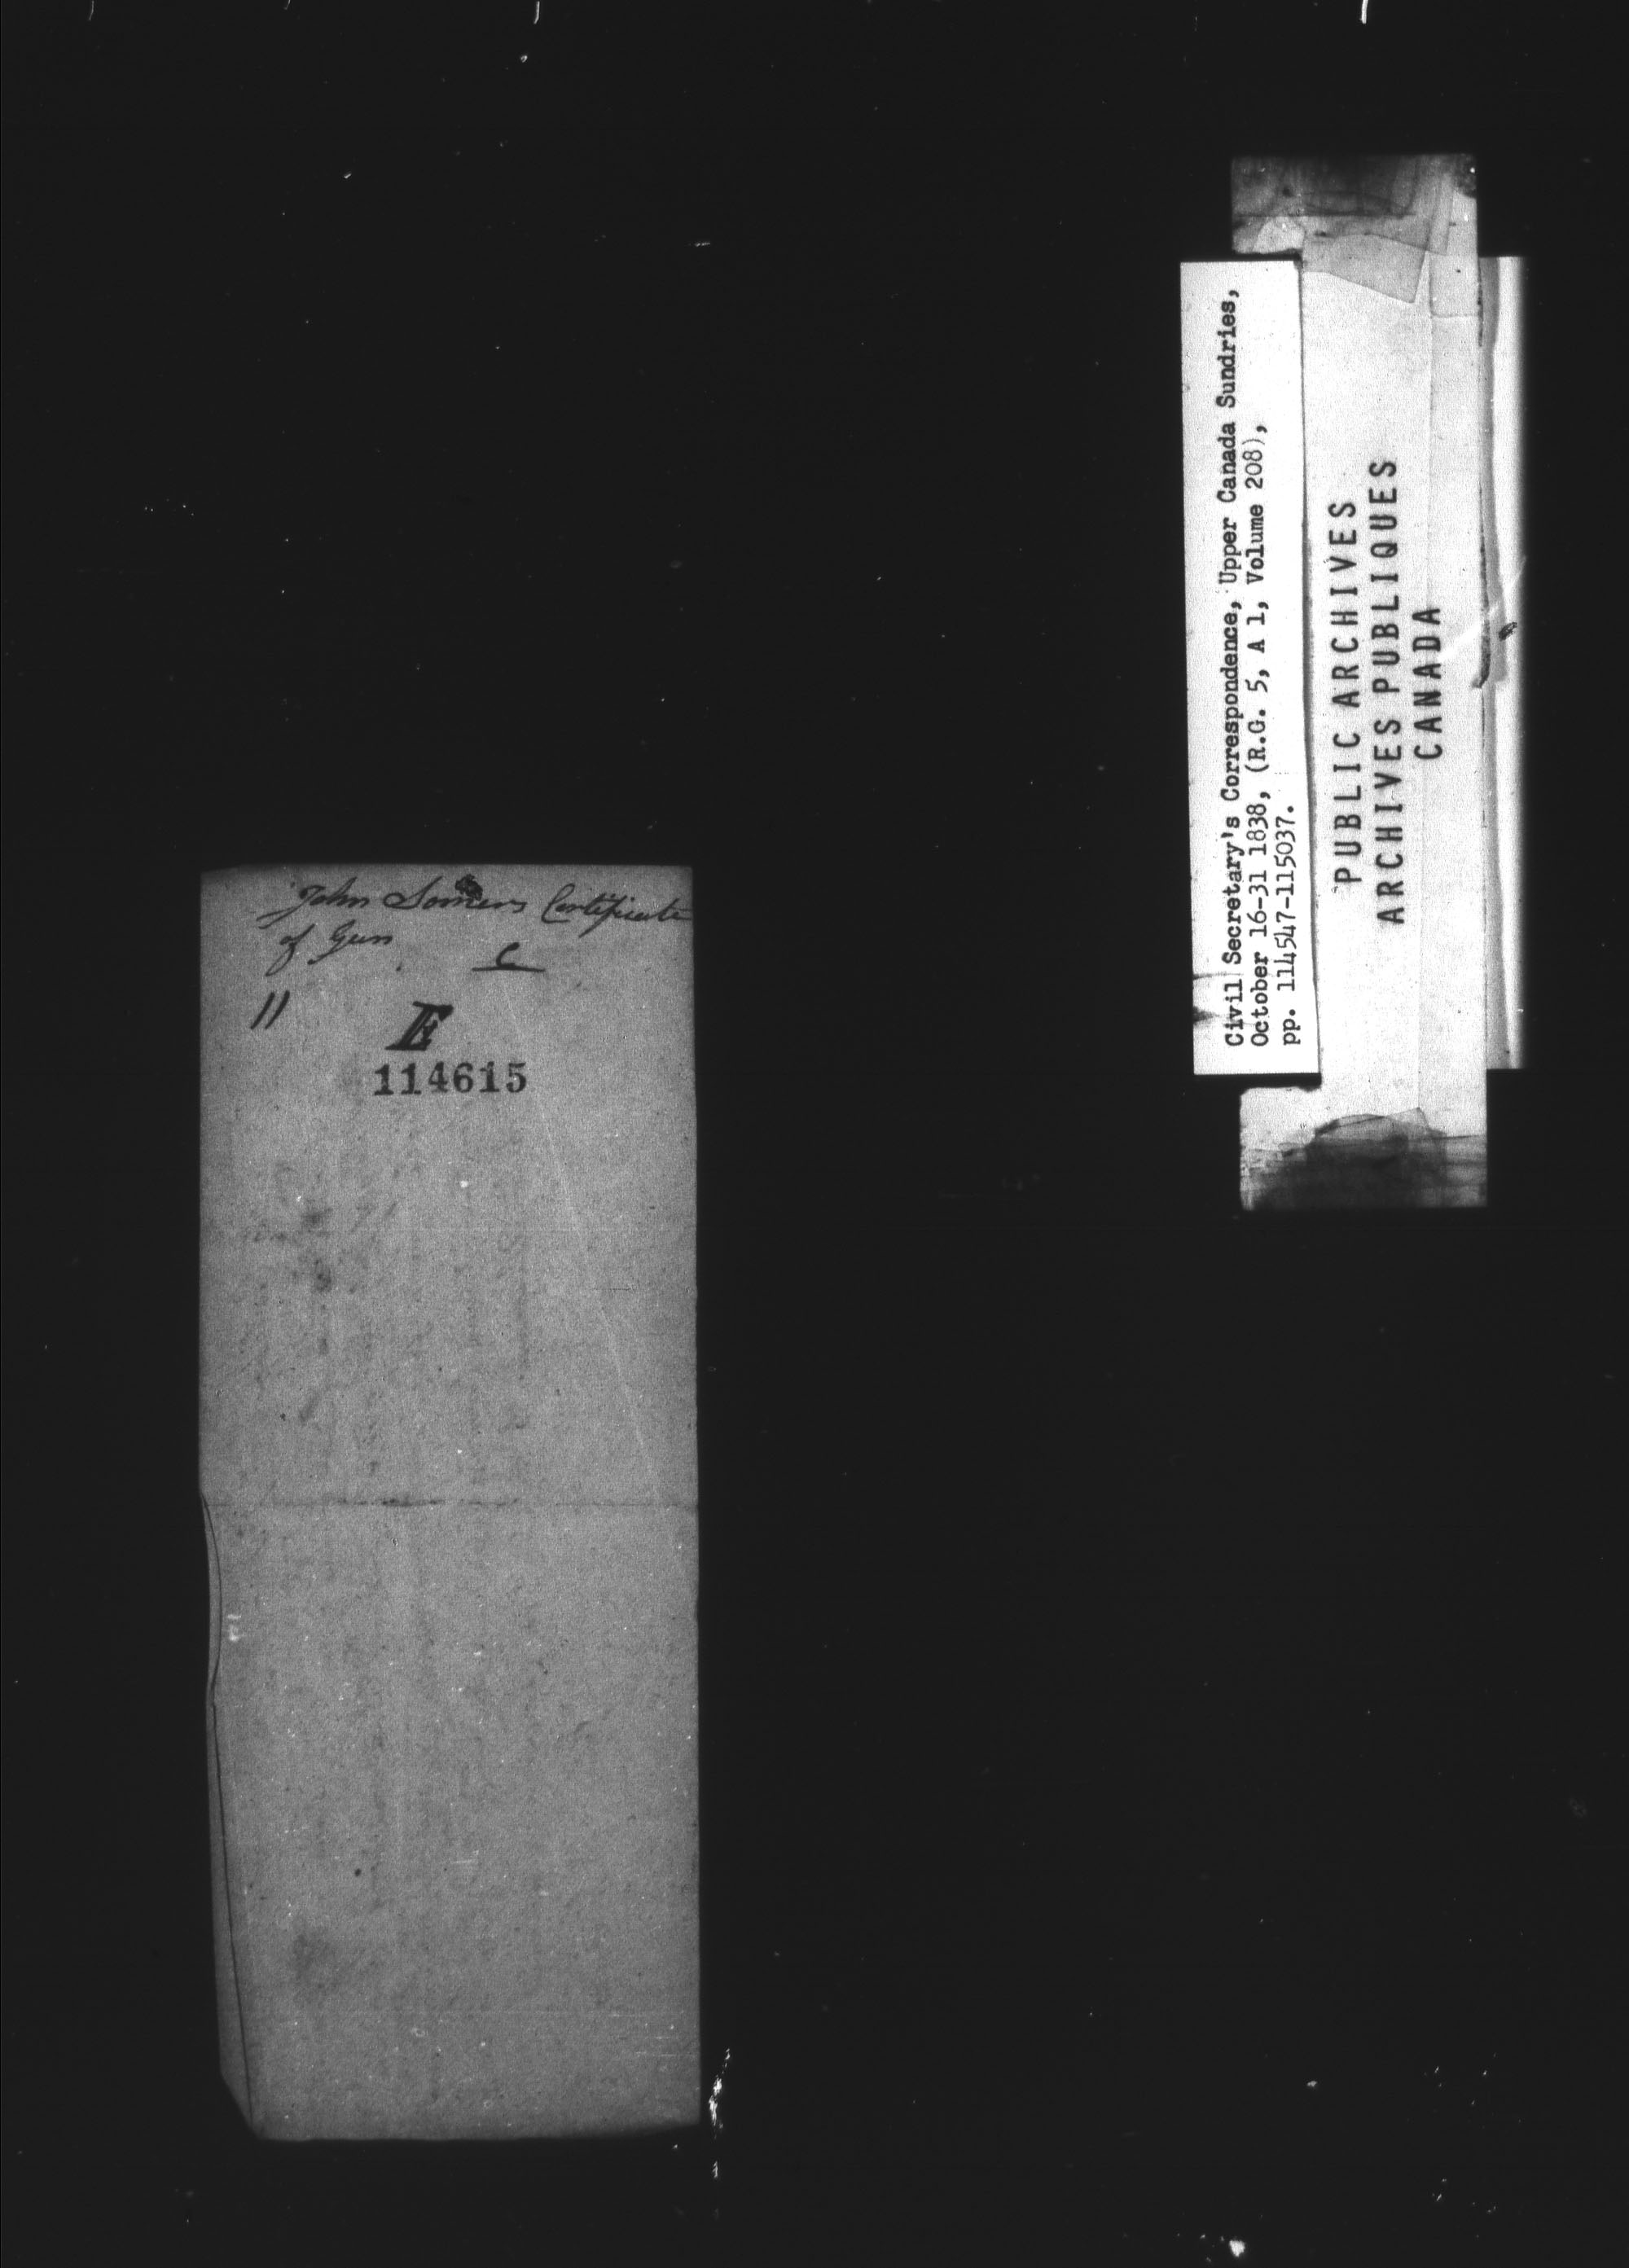 John Somers Certificate
of Gun
C
11
E
114615
Civil Secretary's Correspondence, Upper Canada Sundries,
October 16-31 1838, (R.G. 5, A 1, Volume 208),
pp. 114547-115037.
PUBLIC ARCHIVES
ARCHIVES PUBLIQUES
CANADA